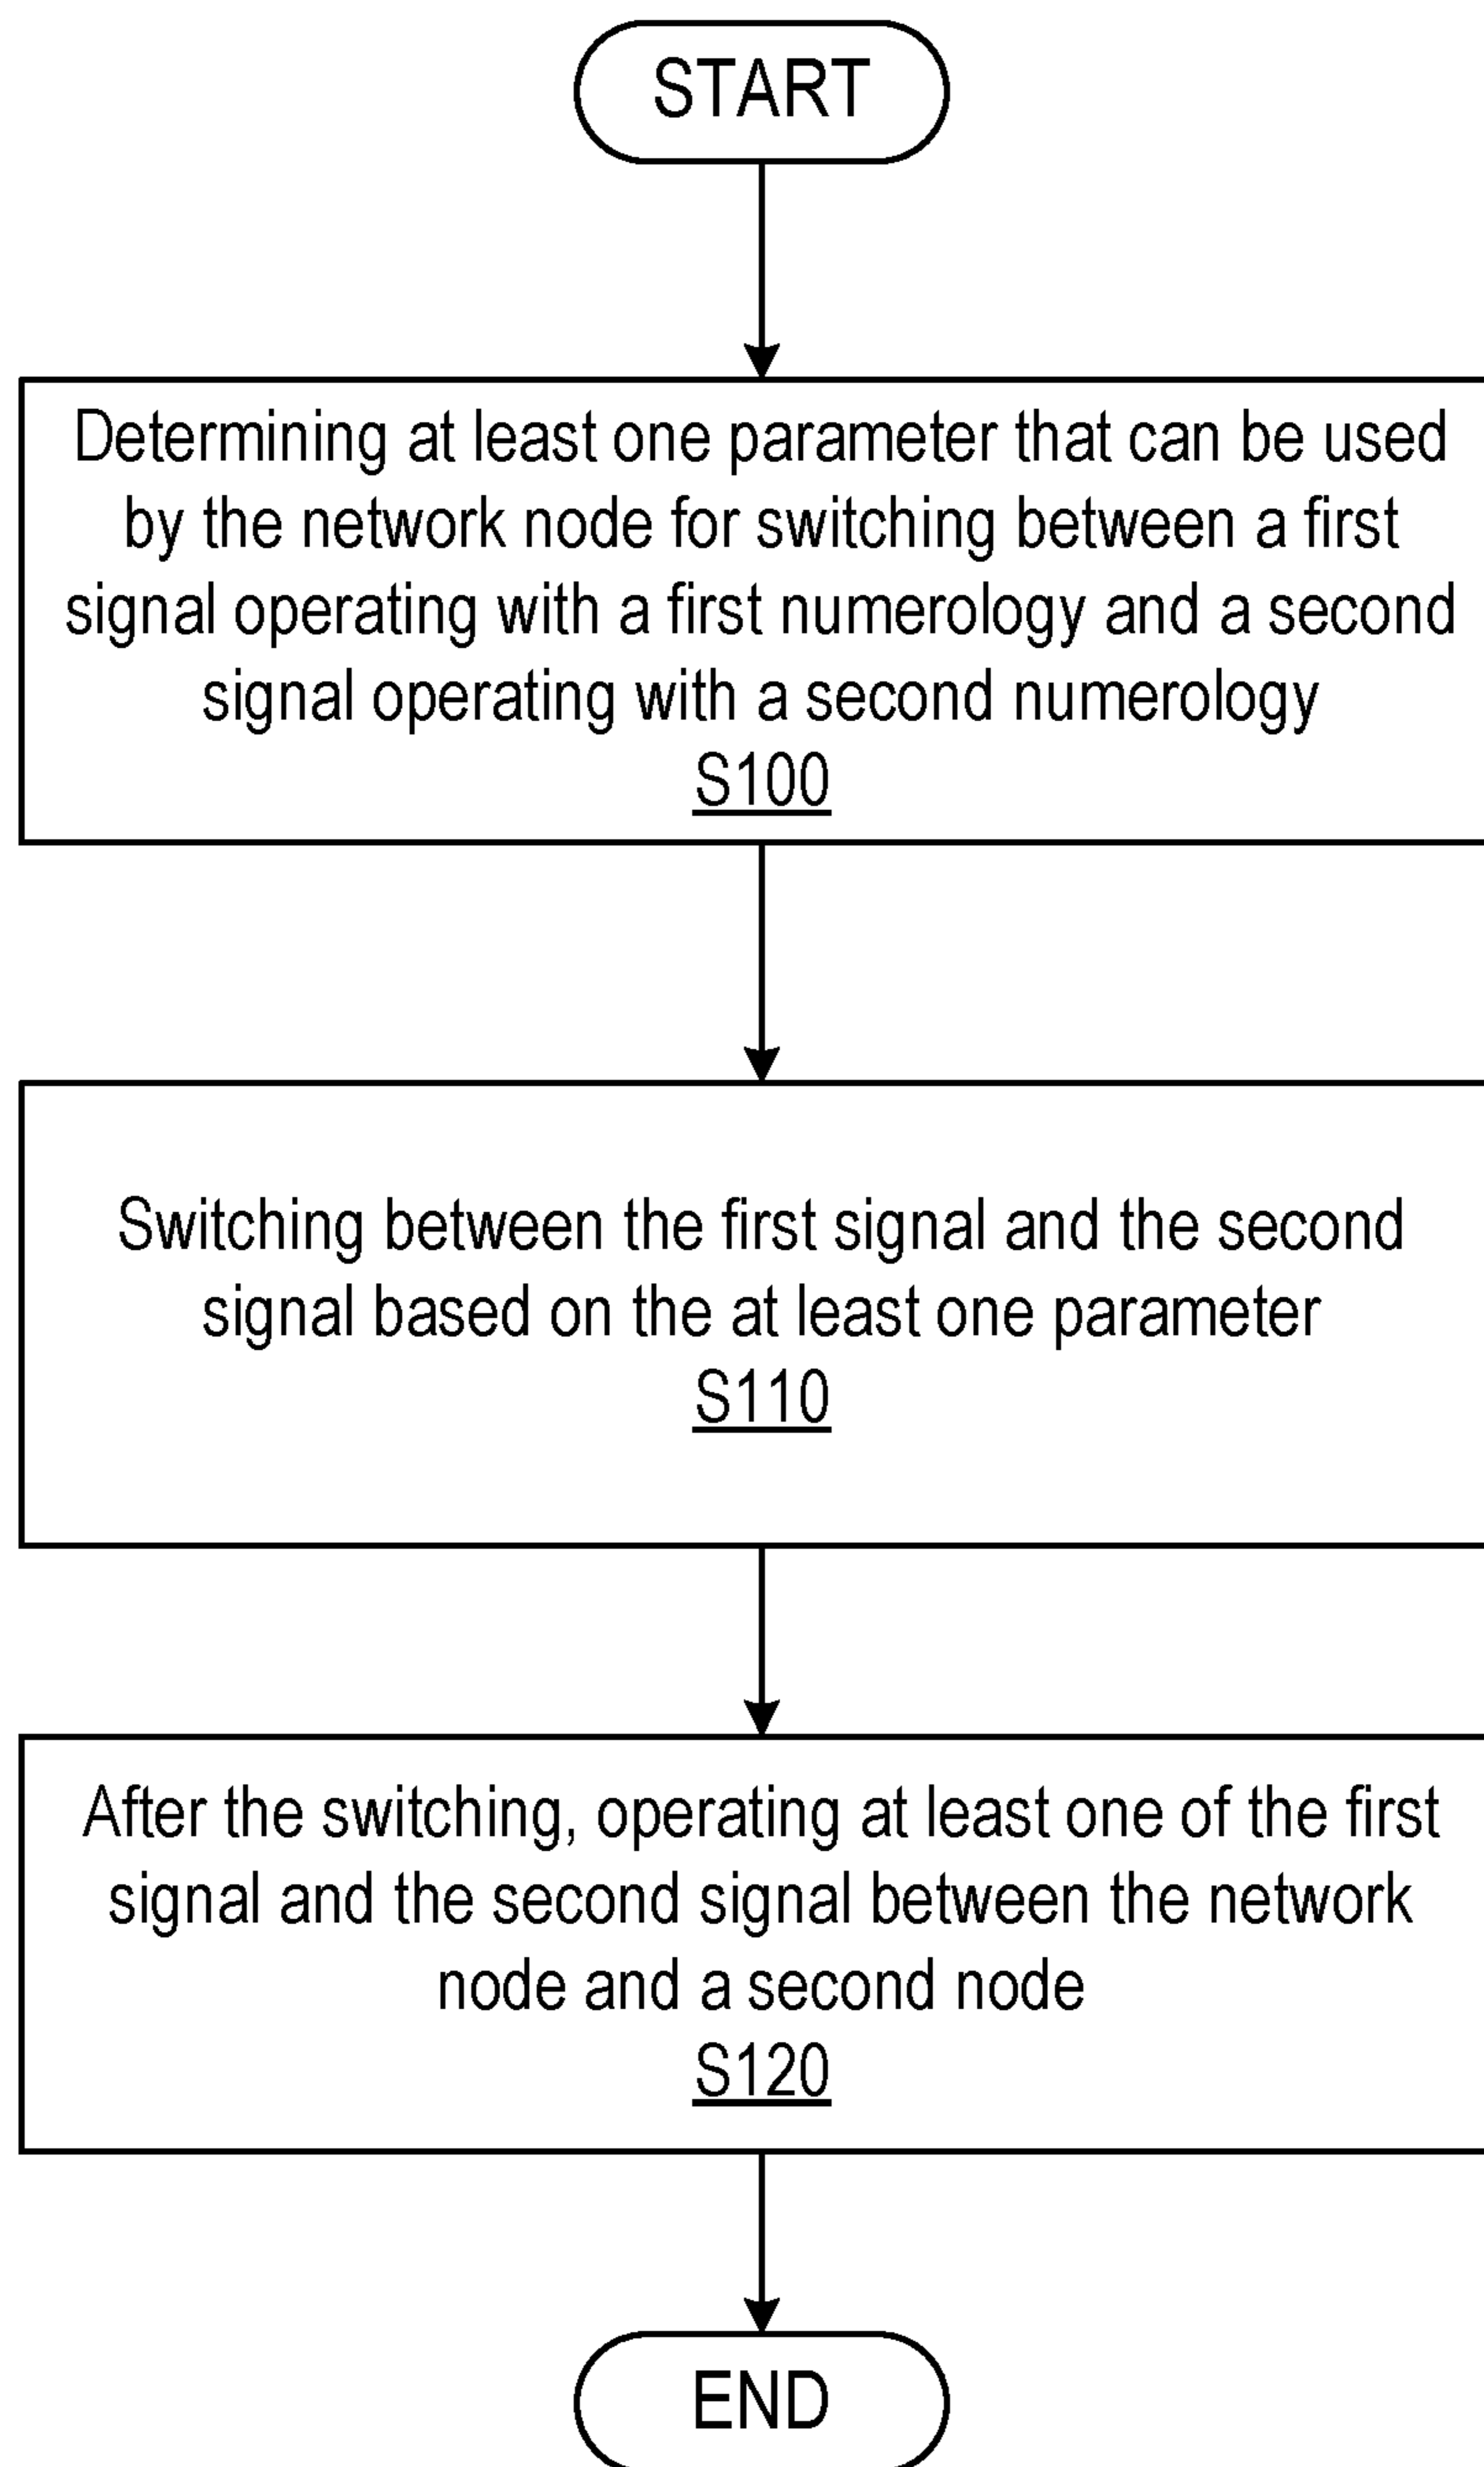 START
Determining at least one parameter that can be used
by the network node for switching between a first
signal operating with a first numerology and a second
signal operating with a second numerology
S100
Switching between the first signal and the second
signal based on the at least one parameter
S110
After the switching, operating at least one of the first
signal and the second signal between the network
node and a second node
S120
END